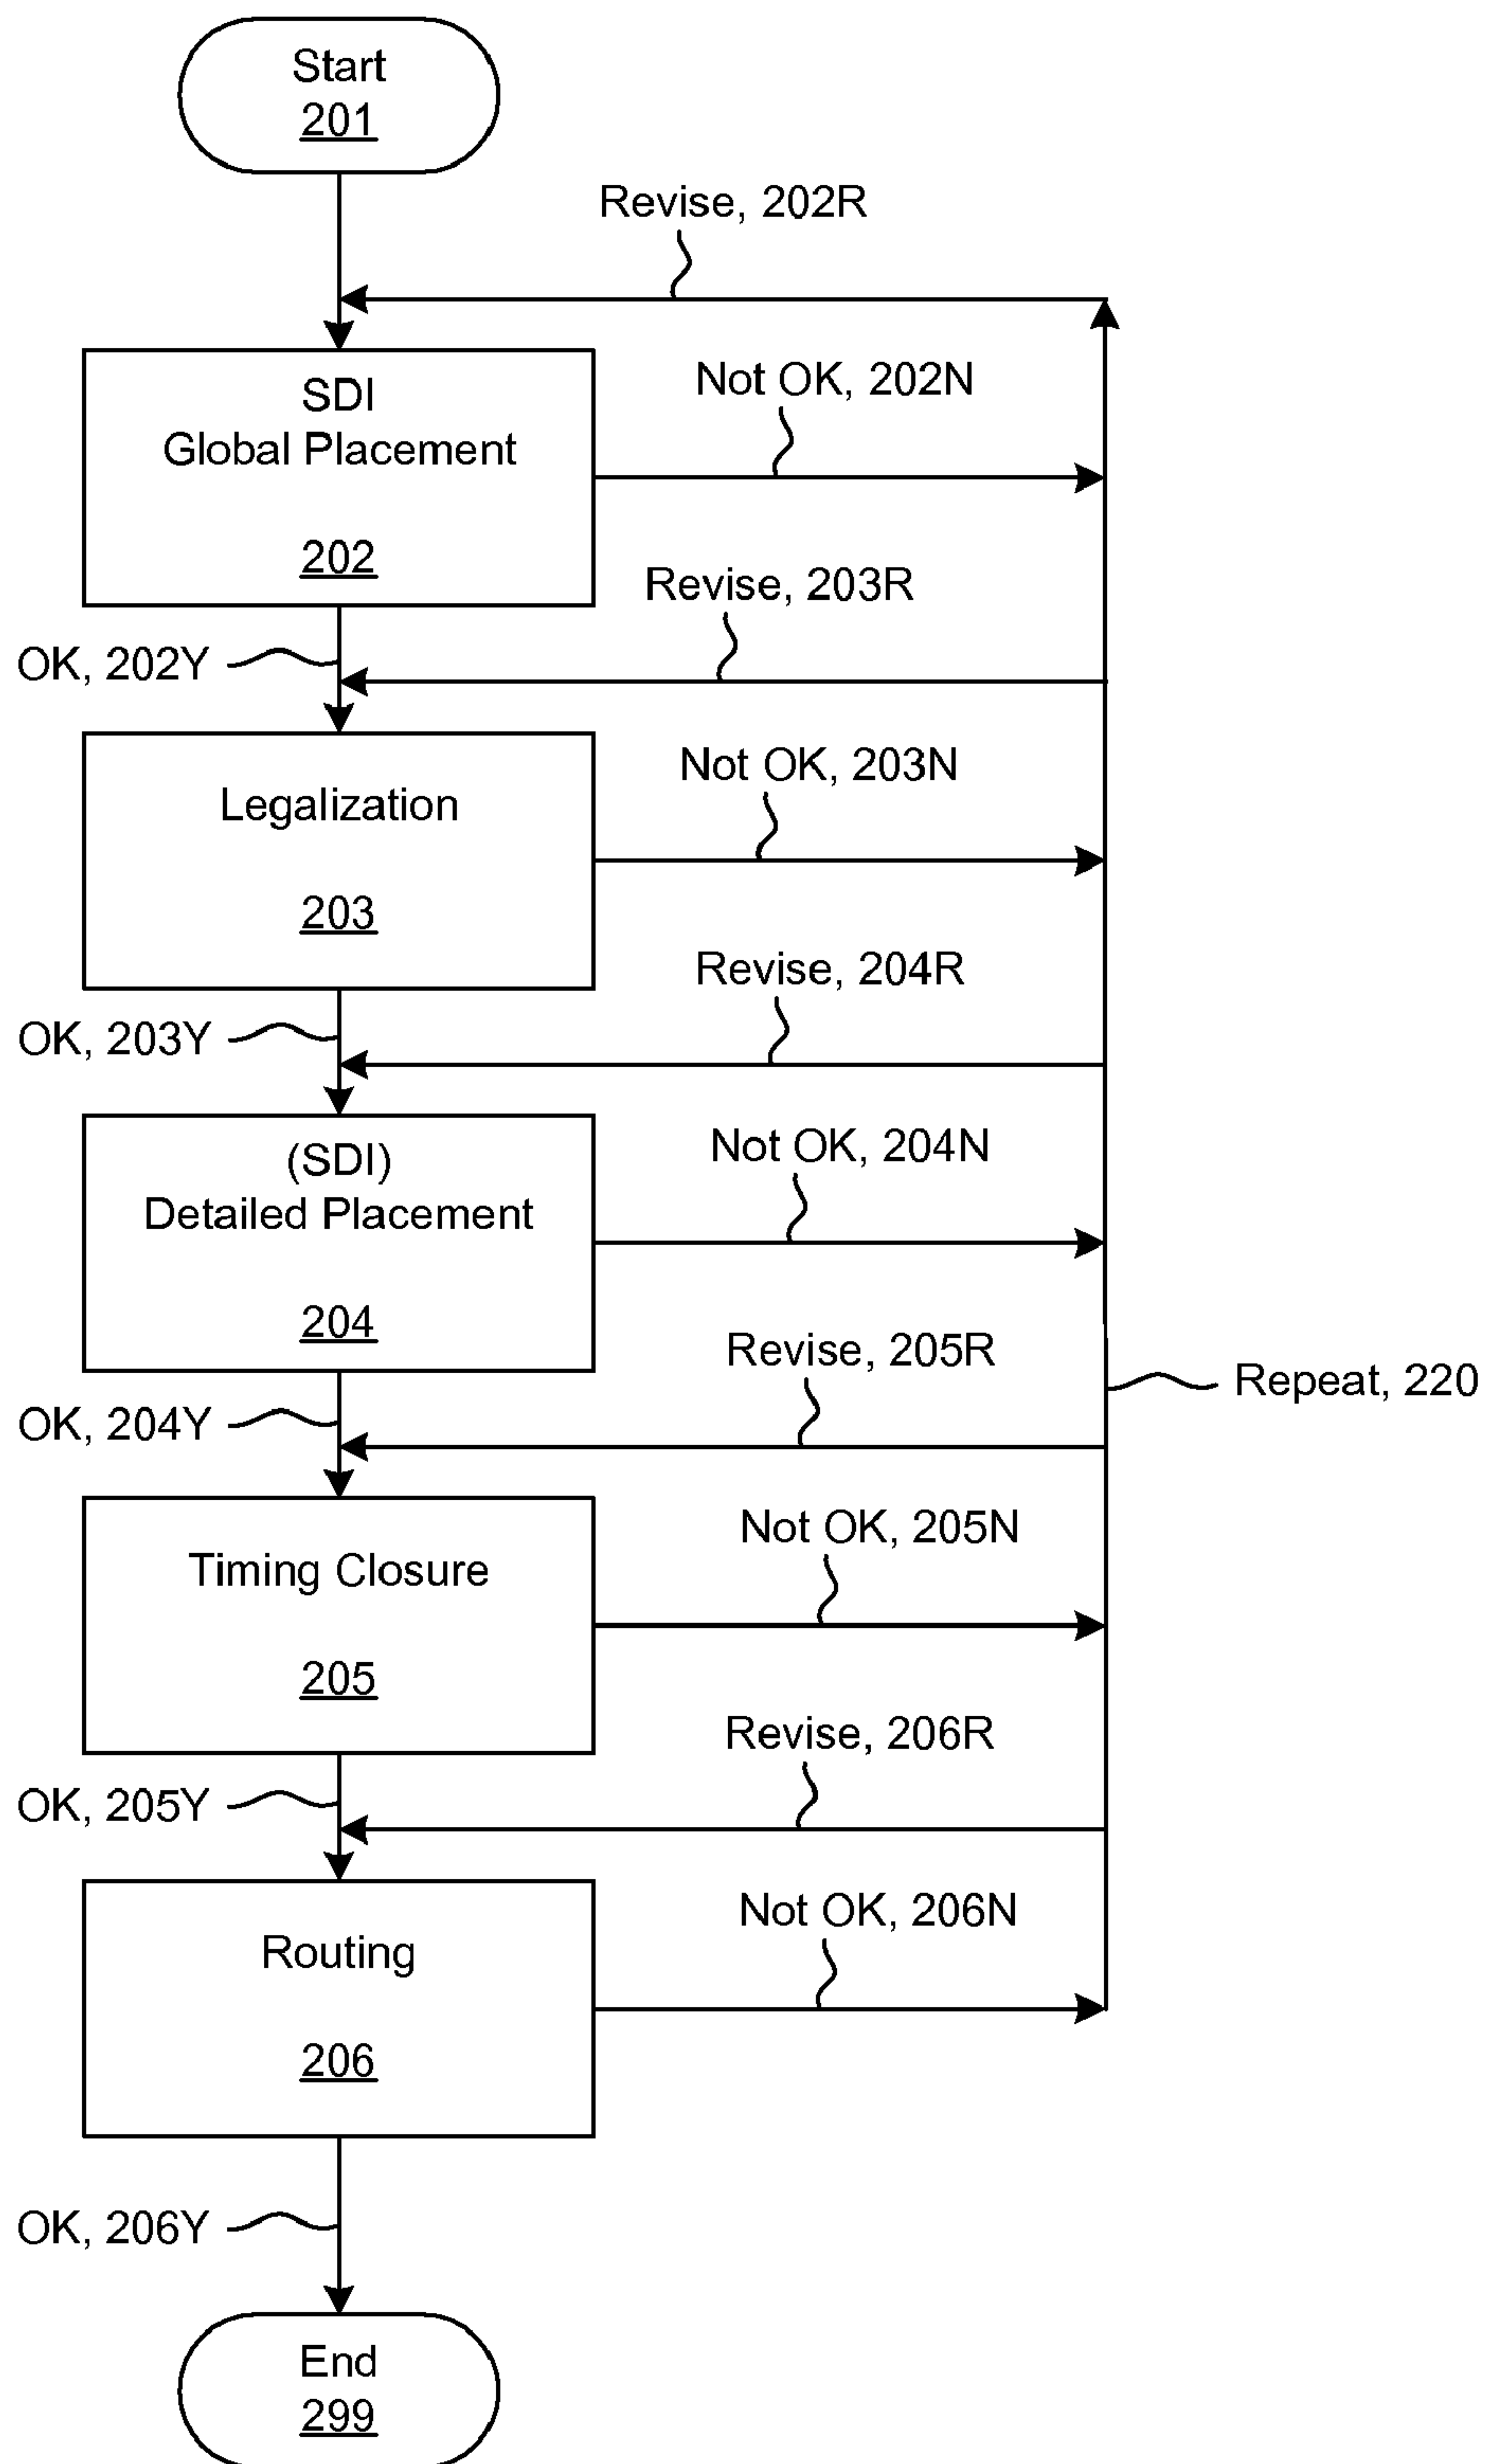 Start
201
Revise, 202R
SDI
Global Placement
202
Not OK, 202N
Revise, 203R
OK, 202Y
Legalization
203
Not OK, 203N
Revise, 204R
OK, 203Y
(SDI)
Detailed Placement
204
Not OK, 204N
Revise, 205R
Repeat, 220
OK, 204Y
Timing Closure
205
Not OK, 205N
Revise, 206R
OK, 205Y
Routing
206
Not OK, 206N
OK, 206Y
End
299